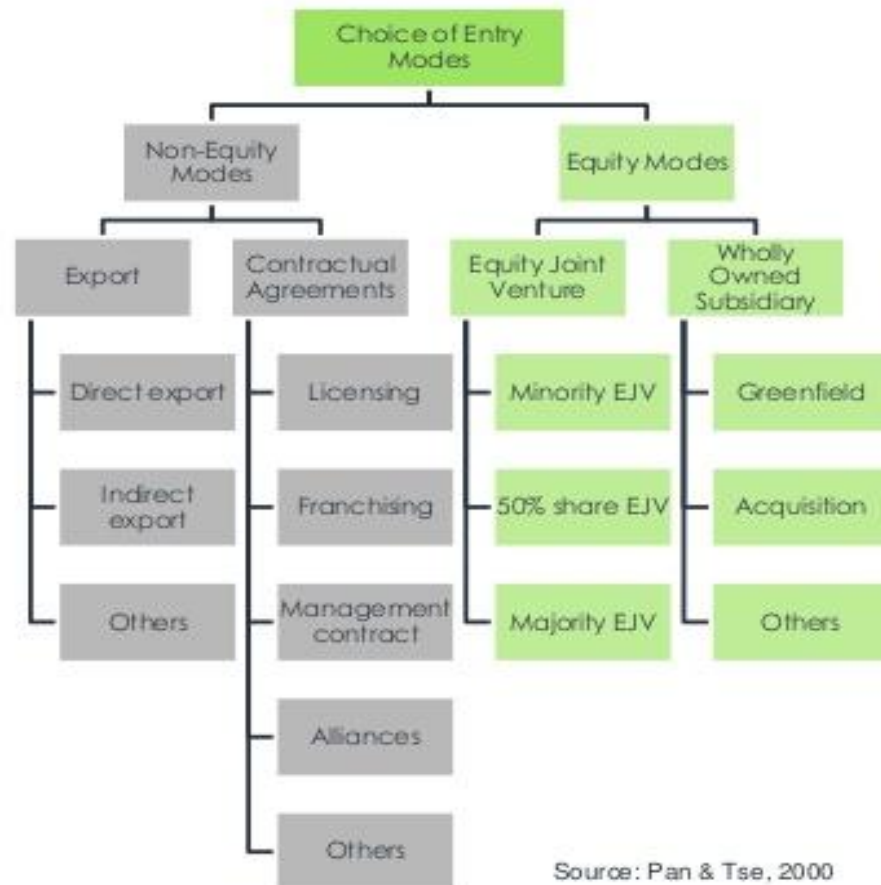 Choice of Entry
Modes
Non-Equity
Modes
Equity Modes
Export
Contractual
Agreements
Equity Joint
Venture
Wholly
Owned
Subsidiary
Direct export
Licensing
Minority EJV
Greenfield
Indirect
export
Franchising
50% share EJV
Acquisition
Others
Management
contract
Majority EJV
Others
Alliances
Others
Source: Pan & Tse, 2000